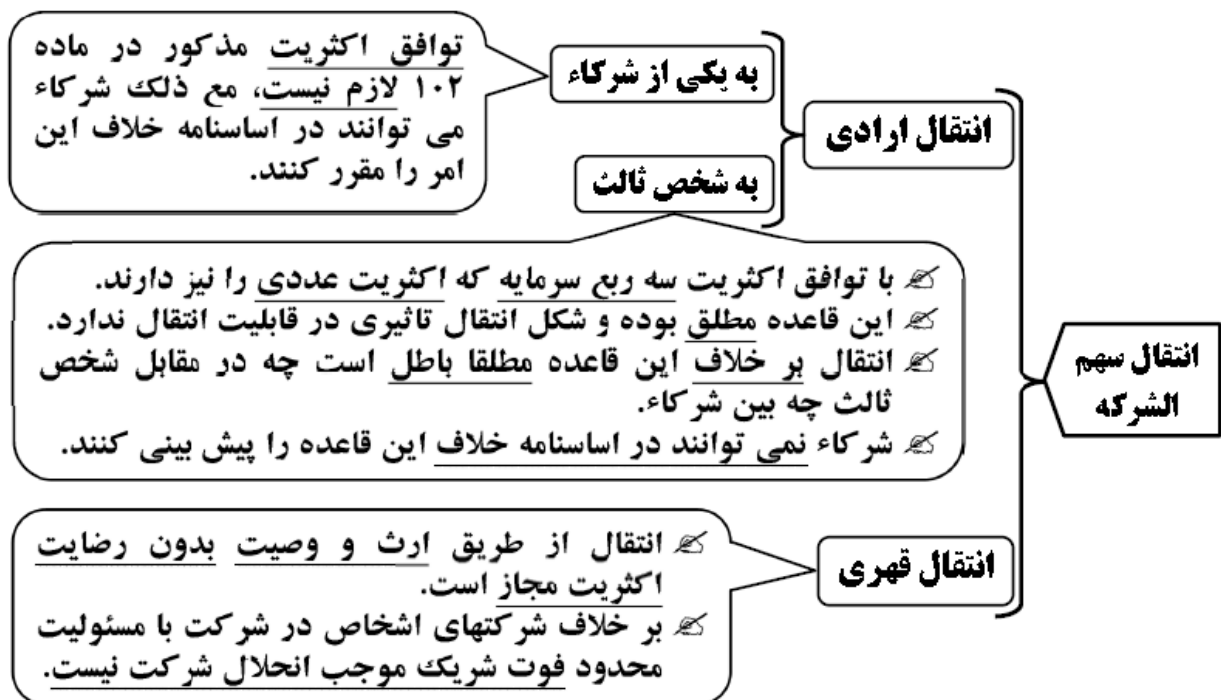 انتقال سهم
الشرکه
انتقال ارادی
به یکی از شرکاء
توافق اکثریت مذکور در ماده
۱۰۲ لازم نیست، مع ذلک شرکاء
می توانند در اساسنامه خلاف این
امر را مقرر کنند.
به شخص ثالث
با توافق اکثریت سه ربع سرمایه که اکثریت عددی را نیز دارند.
این قاعده مطلق بوده و شکل انتقال تاثیری در قابلیت انتقال ندارد.
انتقال بر خلاف این قاعده مطلقا باطل است چه در مقابل شخص
ثالث چه بین شرکاء.
شرکاء نمی توانند در اساسنامه خلاف این قاعده را پیش بینی کنند.
انتقال قهری
انتقال از طریق ارث و وصیت بدون رضایت
اکثریت مجاز است.
بر خلاف شرکتهای اشخاص در شرکت با مسئولیت
محدود فوت شریک موجب انحلال شرکت نیست.